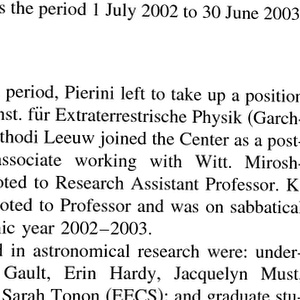 s the period 1 July 2002 to 30 June 2003
period, Pierini left to take up a position
nst. für Extraterrestrische Physik (Garch-
thodi Leeuw joined the Center as a post-
associate working with Witt. Mirosh-
oted to Research Assistant Professor. K
oted to Professor and was on sabbatical
nic year 2002–2003.
d in astronomical research were: under-
Gault, Erin Hardy, Jacquelyn Must
Sarah Tonon (EECS); and graduate stu-